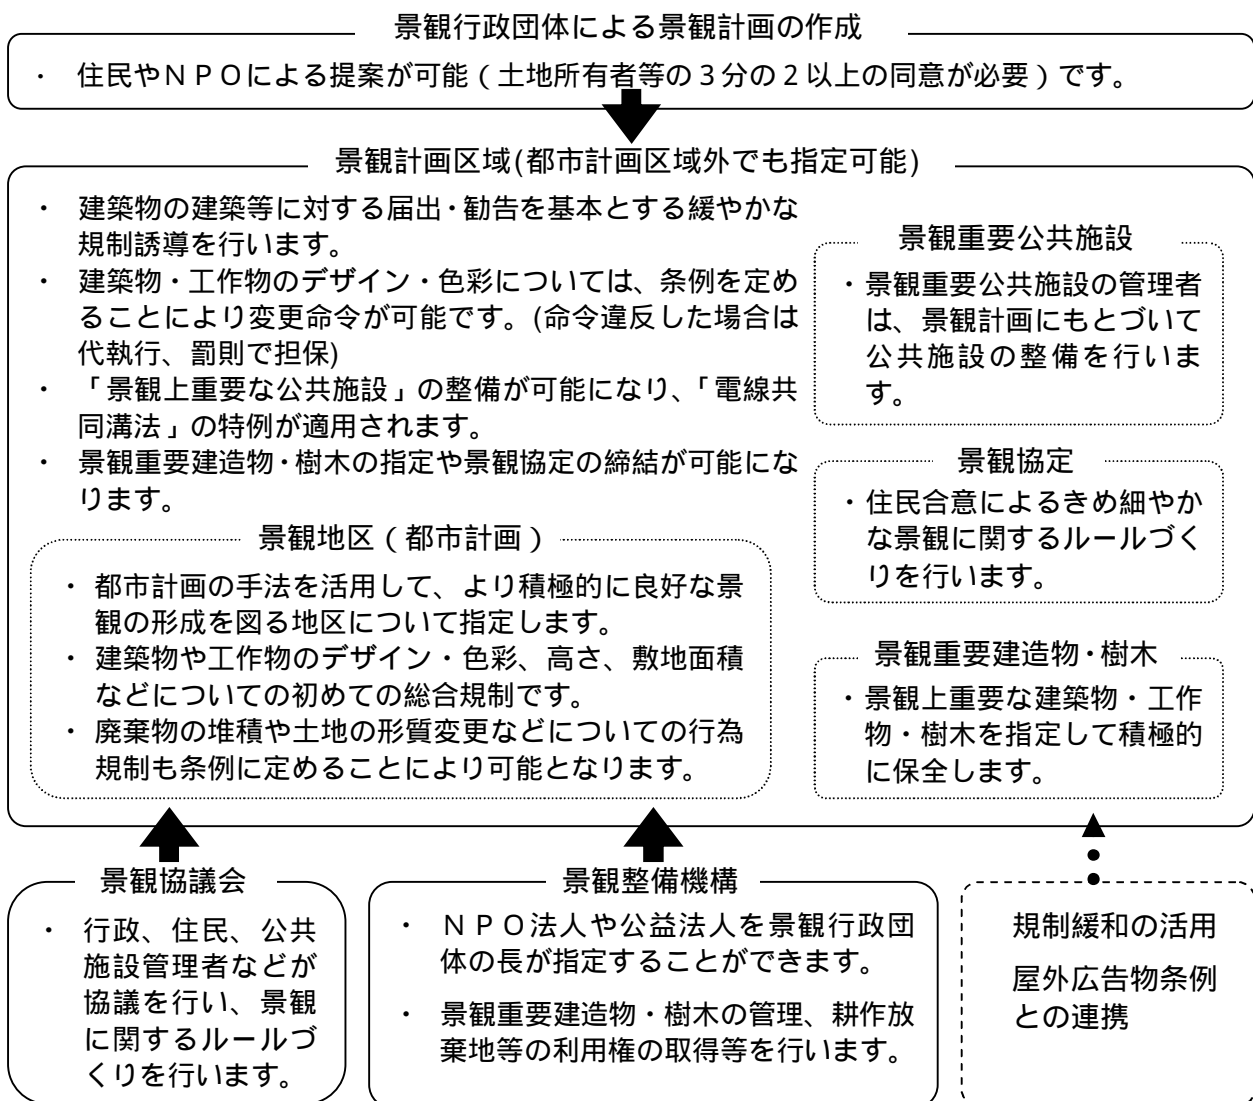 景観行政団体による景観計画の作成
・ 住民やＮＰＯによる提案が可能（土地所有者等の３分の２以上の同意が必要）です。
景観計画区域(都市計画区域外でも指定可能)
・ 建築物の建築等に対する届出・勧告を基本とする緩やかな
規制誘導を行います。
・ 建築物・工作物のデザイン・色彩については、条例を定め
ることにより変更命令が可能です。(命令違反した場合は
代執行、罰則で担保)
・ 「景観上重要な公共施設」の整備が可能になり、「電線共
同溝法」の特例が適用されます。
・ 景観重要建造物・樹木の指定や景観協定の締結が可能にな
ります。
景観地区（都市計画）
・ 都市計画の手法を活用して、より積極的に良好な景
観の形成を図る地区について指定します。
・ 建築物や工作物のデザイン・色彩、高さ、敷地面積
などについての初めての総合規制です。
・ 廃棄物の堆積や土地の形質変更などについての行為
規制も条例に定めることにより可能となります。
景観重要公共施設
・景観重要公共施設の管理者
は、景観計画にもとづいて
公共施設の整備を行いま
す。
景観協定
・住民合意によるきめ細やか
な景観に関するルールづく
りを行います。
景観重要建造物・樹木
・景観上重要な建築物・工作
物・樹木を指定して積極的
に保全します。
景観協議会
・ 行政、住民、公共
施設管理者などが
協議を行い、景観
に関するルールづ
くりを行います。
景観整備機構
・ ＮＰＯ法人や公益法人を景観行政団
体の長が指定することができます。
・ 景観重要建造物・樹木の管理、耕作放
棄地等の利用権の取得等を行います。
規制緩和の活用
屋外広告物条例
との連携